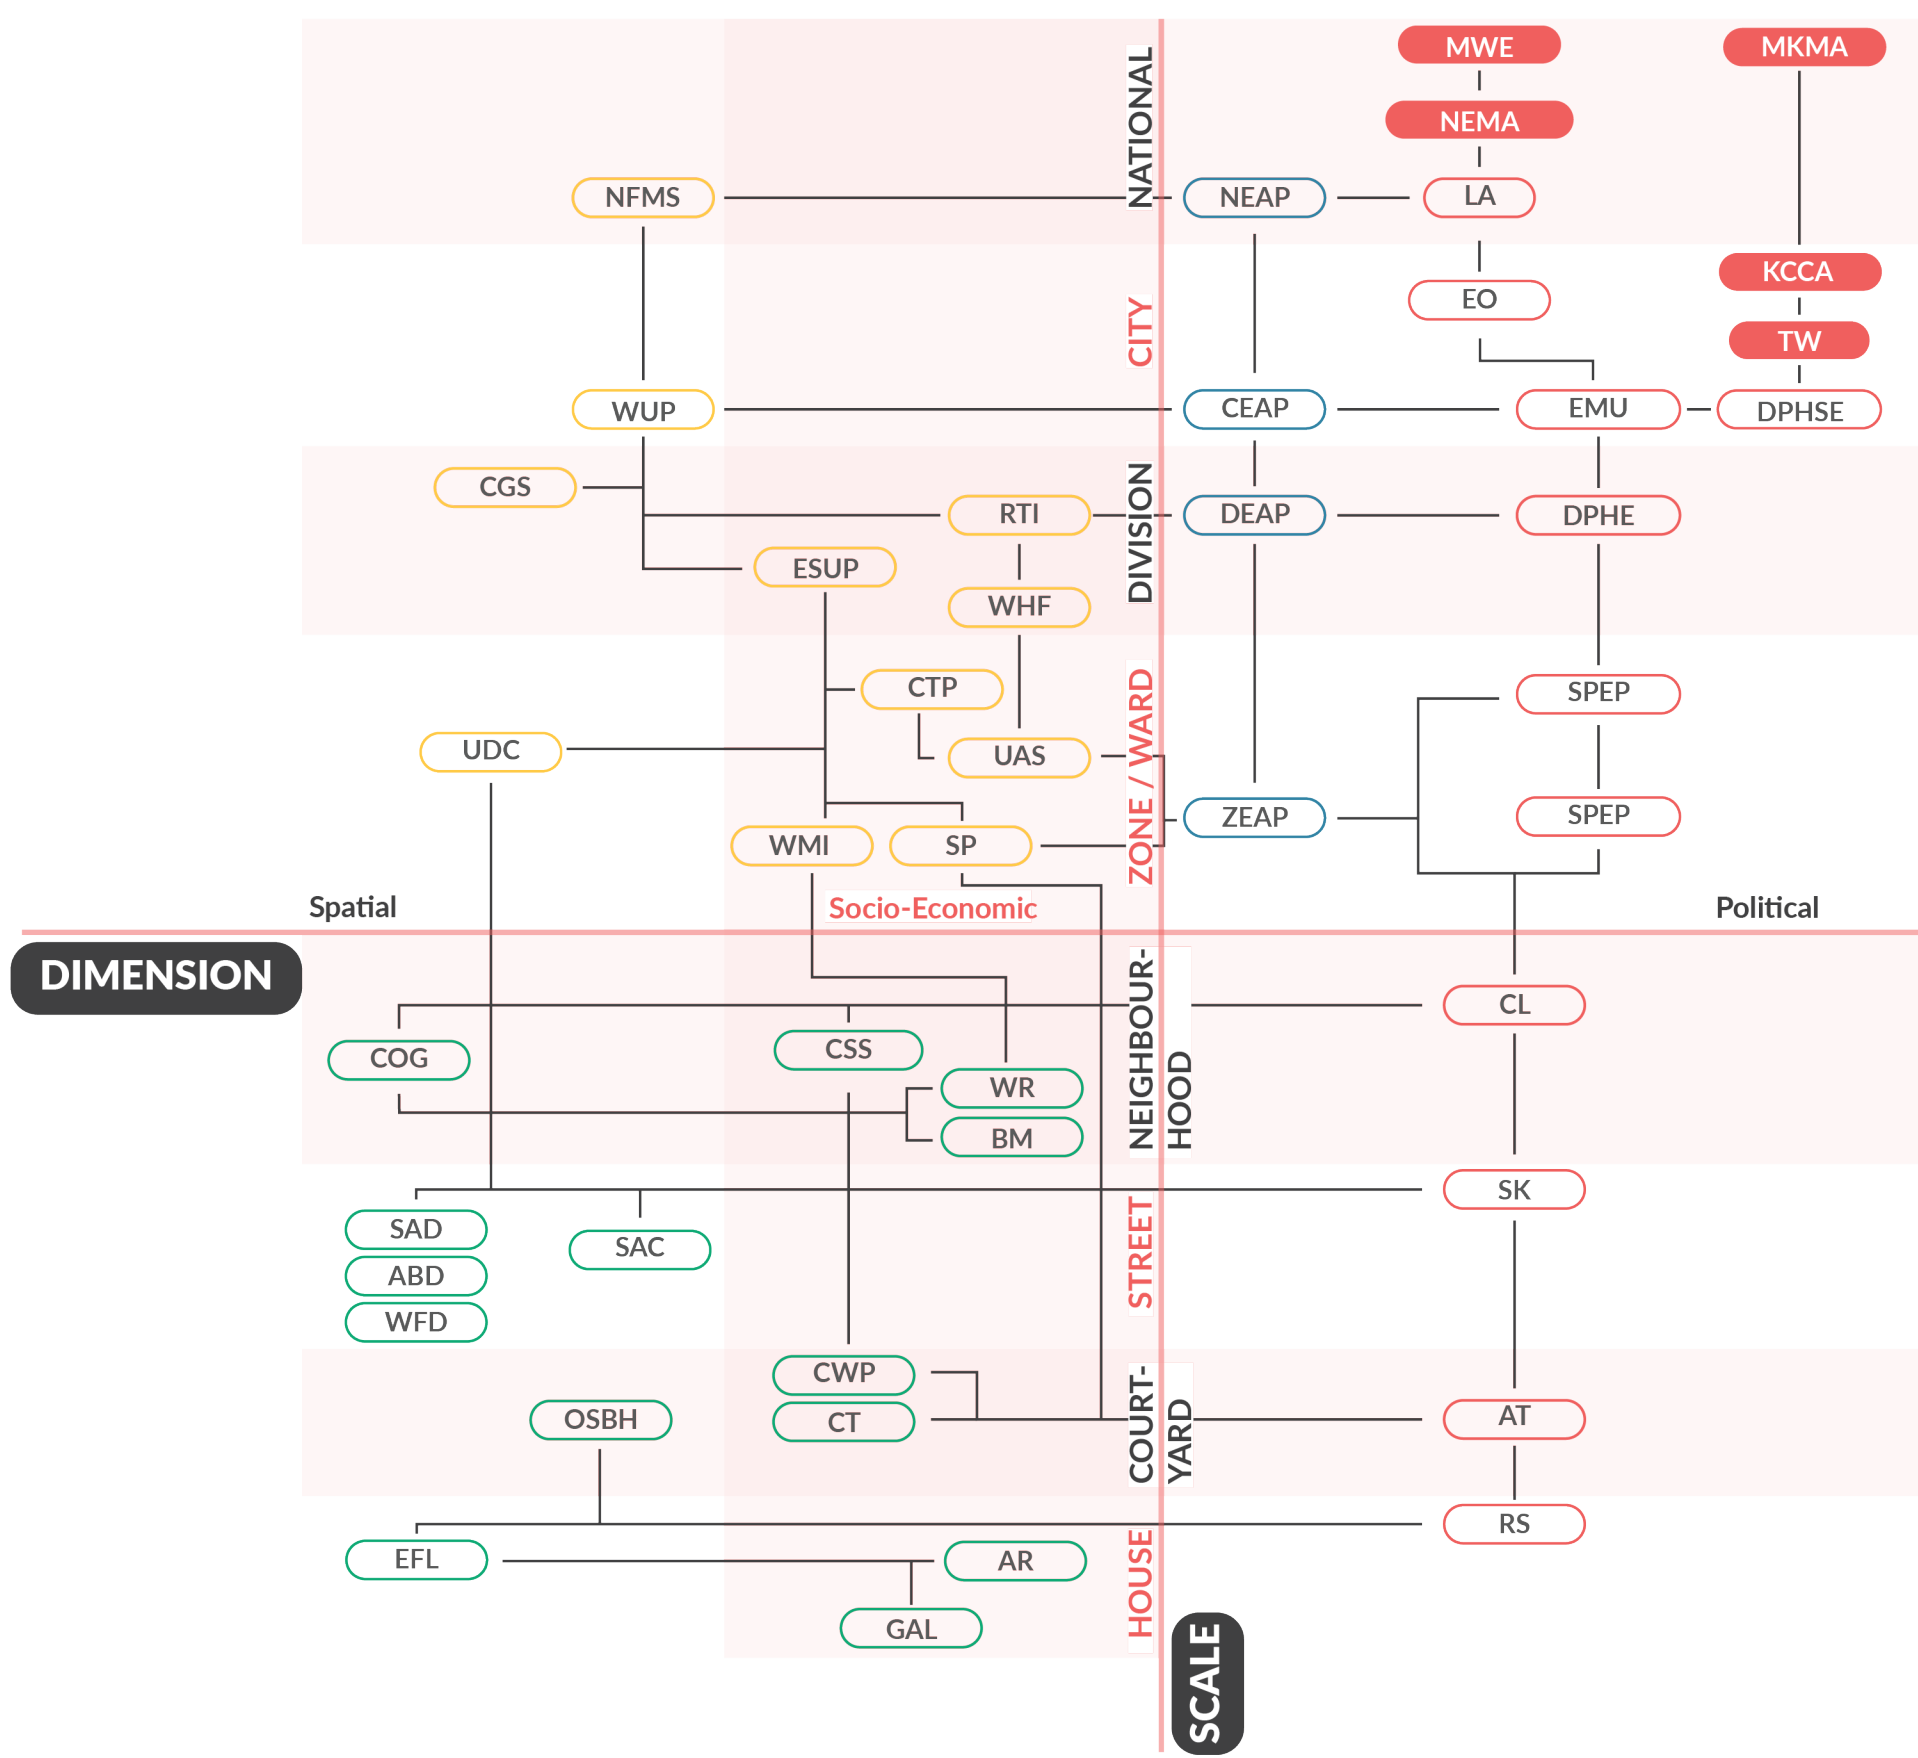 MWE
MKMA
NATIONAL
NEMA
NFMS
NEAP
LA
KCCA
EO
CITY
TW
WUP
CEAP
EMU
DPHSE
CGS
RTI
DIVISION
DEAP
DPHE
ESUP
WHF
CTP
SPEP
UDC
UAS
ZONE / WARD
WMI
SP
ZEAP
SPEP
Spatial
Socio-Economic
Political
DIMENSION
NEIGHBOUR-
HOOD
CL
COG
CSS
WR
BM
SK
SAD
SAC
STREET
ABD
WFD
CWP
OSBH
CT
COURT-
YARD
AT
RS
EFL
AR
HOUSE
GAL
SCALE